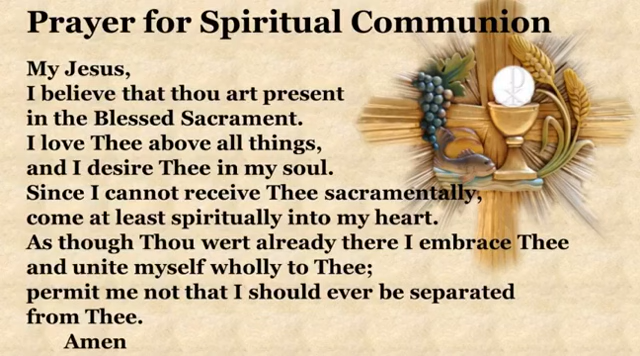 Prayer for Spiritual Communion
My Jesus,
I believe that thou art present
in the Blessed Sacrament.
I love Thee above all things,
and I desire Thee in my soul.
Since I cannot receive Thee sacramentally,
come at least spiritually into my heart.
As though Thou wert already there I embrace Thee
and unite myself wholly to Thee;
permit me not that I should ever be separated
from Thee.
Amen